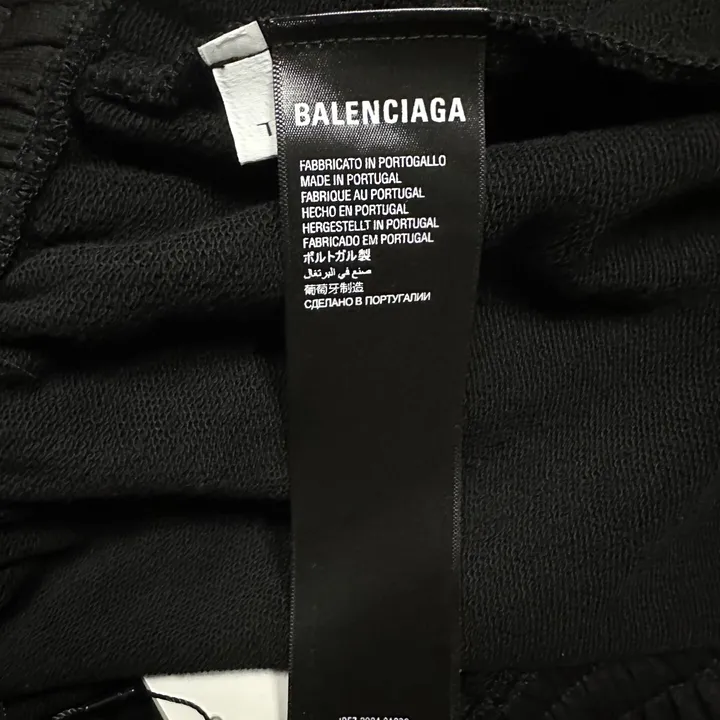 BALENCIAGA
FABBRICATO IN PORTOGALLO
MADE IN PORTUGAL
FABRIQUE AU PORTUGAL
HECHO EN PORTUGAL
HERGESTELLT IN PORTUGAL
FABRICADO EM PORTUGAL
ポルトガル製
صنع في البرتغال
葡萄牙制造
СДЕЛАНО В ПОРТУГАЛИИ